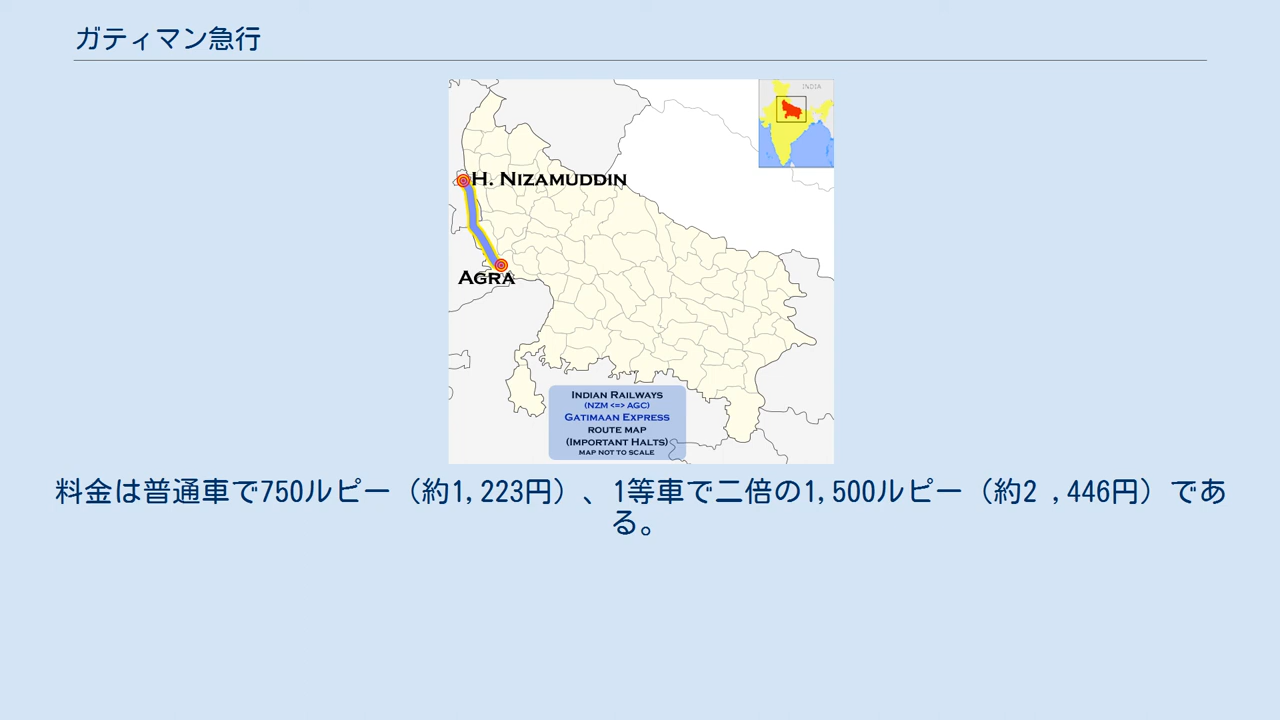 ガティマン急行
INDIA
H. NIZAMUDDIN
AGRA
INDIAN RAILWAYS
(NZM <=> AGC)
GATIMAAN EXPRESS
ROUTE MAP
(IMPORTANT HALTS)
MAP NOT TO SCALE
料金は普通車で750ルピー（約1,223円）、1等車で二倍の1,500ルピー（約2 ,446円）であ
る。